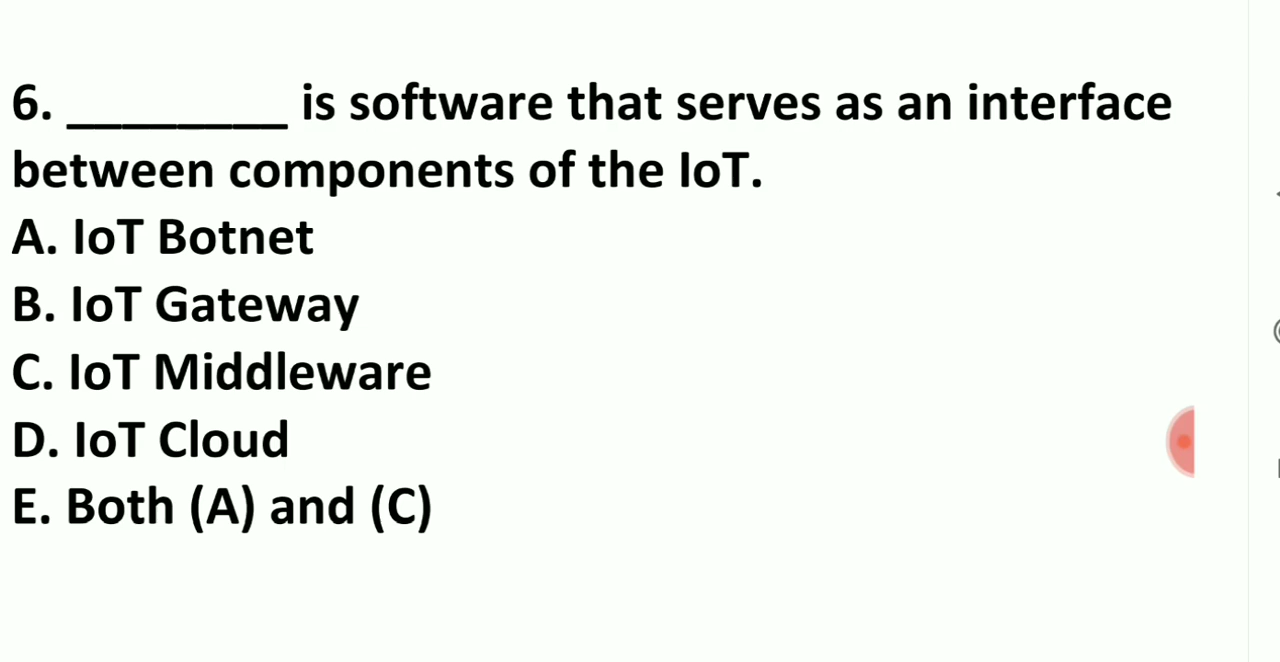 6. ________ is software that serves as an interface
between components of the IoT.
A. IoT Botnet
B. IoT Gateway
C. IoT Middleware
D. IoT Cloud
E. Both (A) and (C)